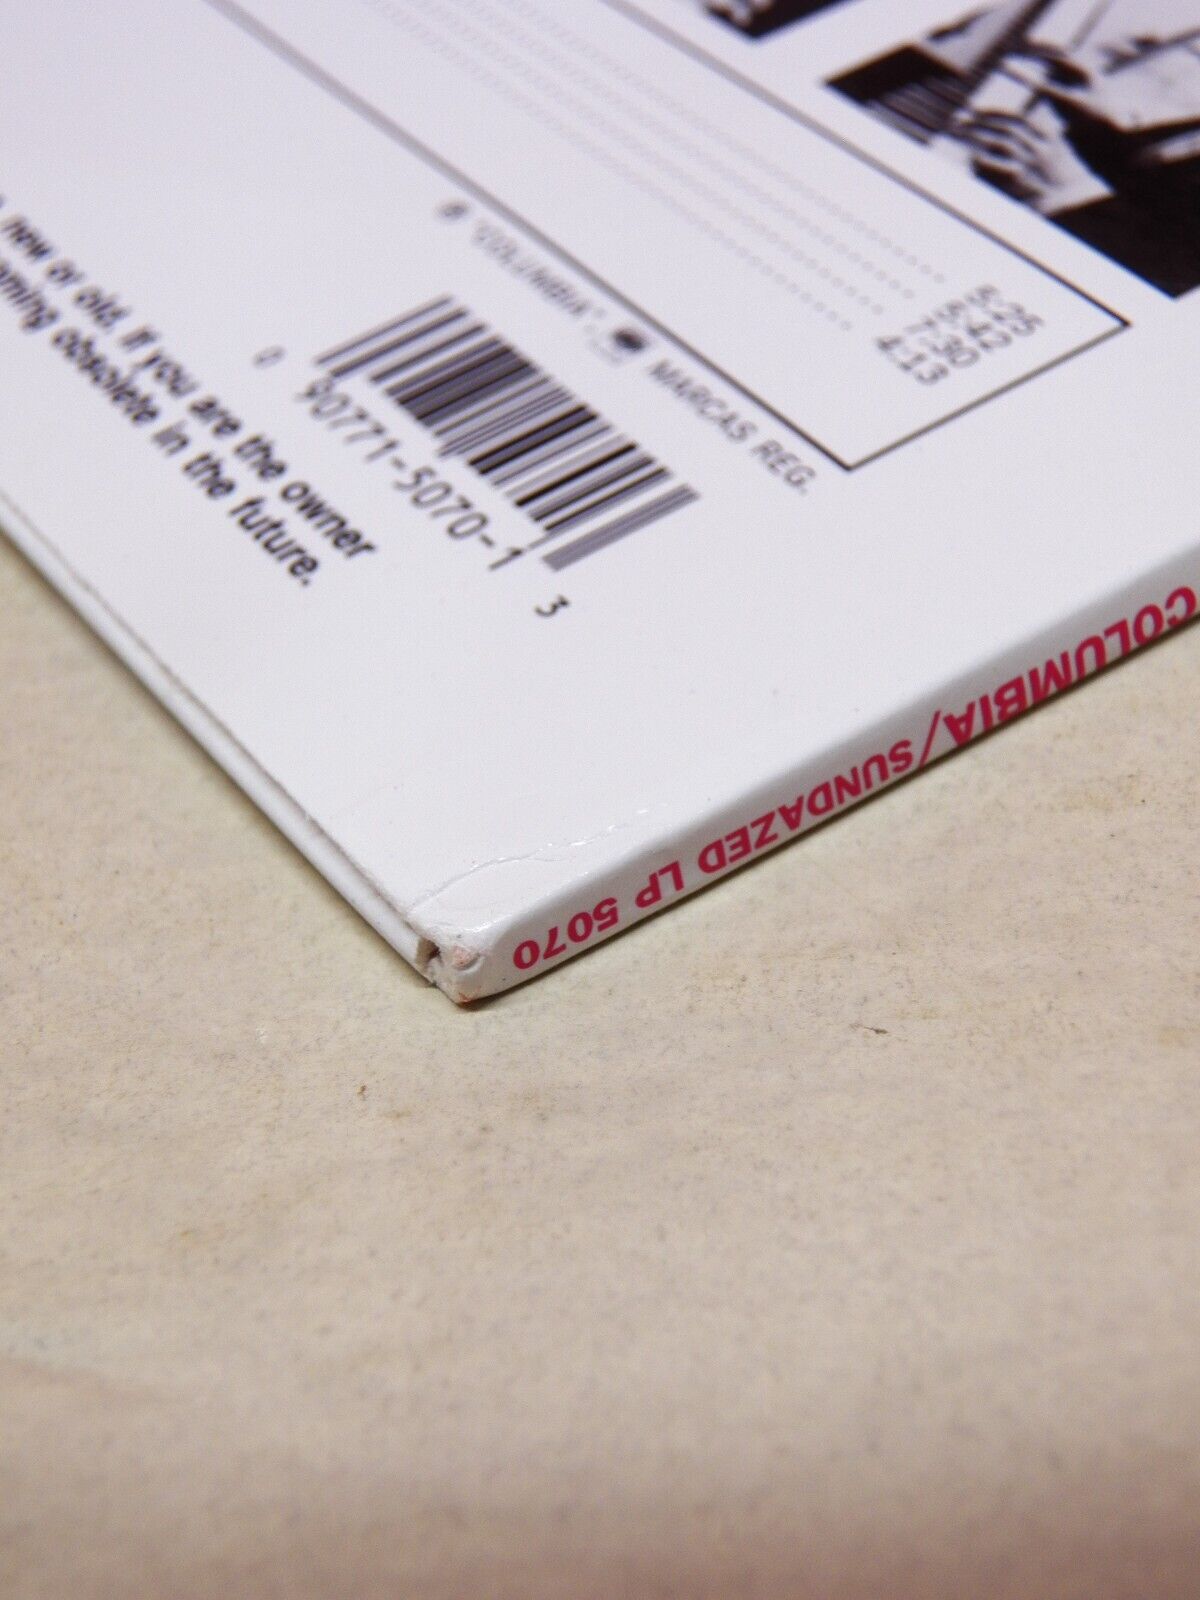 5:25
5:42
7:30
4:13
® "COLUMBIA", MARCAS REG.
0 90771-5070-1 3
new or old. If you are the owner
obsolete in the future.
COLUMBIA/SUNDAZED LP 5070